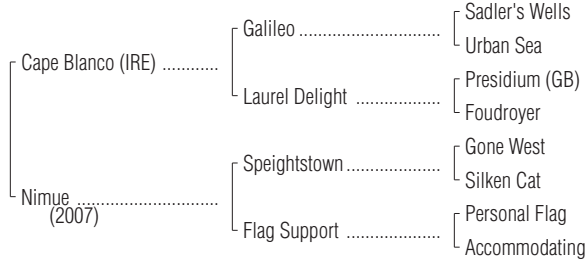 Sadler's Wells
Galileo ..................................
Urban Sea
Cape Blanco (IRE) .............
Presidium (GB)
Laurel Delight ....................
Foudroyer
Gone West
Speightstown......................
Silken Cat
Nimue .................................
(2007)
Personal Flag
Flag Support ......................
Accommodating